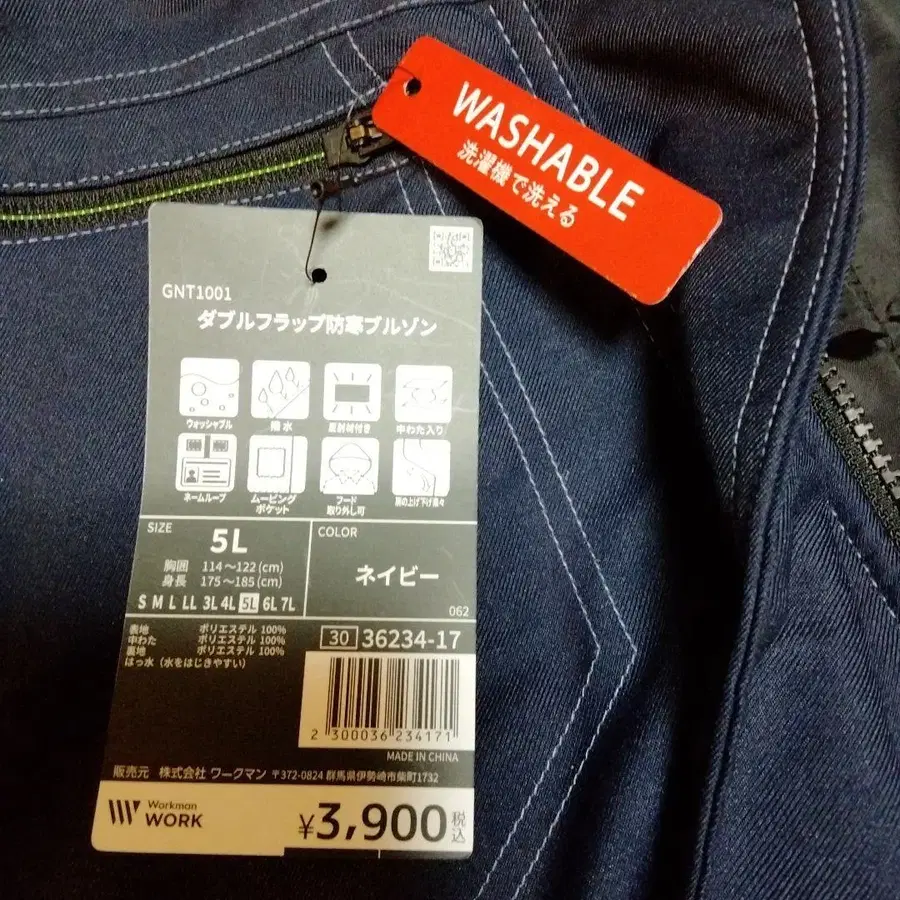 WASHABLE
洗濯機で洗える
GNT1001
ダブルフラップ防寒ブルゾン
ウォッシャブル
撥水
反射材付き
中わた入り
ネームループ
ムービング
ポケット
フード
取り外し可
腕の上げ下げ楽々
SIZE
5L
胸囲 114～122(cm)
身長 175～185(cm)
S M L LL 3L 4L 5L 6L 7L
COLOR
ネイビー
062
表地 ポリエステル 100%
中わた ポリエステル 100%
裏地 ポリエステル 100%
はっ水（水をはじきやすい）
30 36234-17
2 300036 234171
MADE IN CHINA
販売元 株式会社 ワークマン 〒372-0824 群馬県伊勢崎市柴町1732
Workman
WORK
¥3,900税込